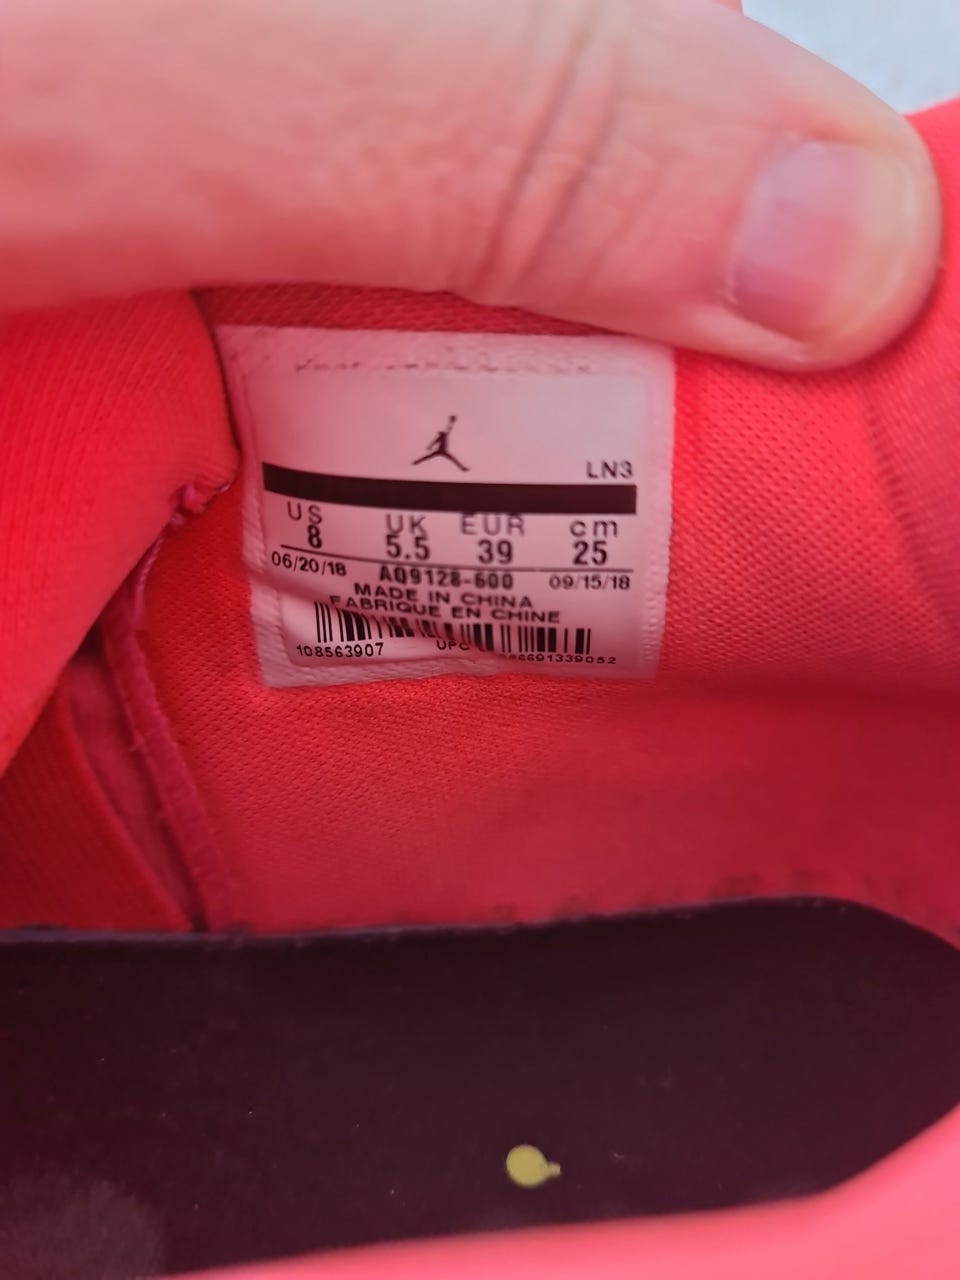 LN3
US UK EUR cm
8 5.5 39 25
06/20/18 AQ9128-600 09/15/18
MADE IN CHINA
FABRIQUE EN CHINE
108563907 UPC